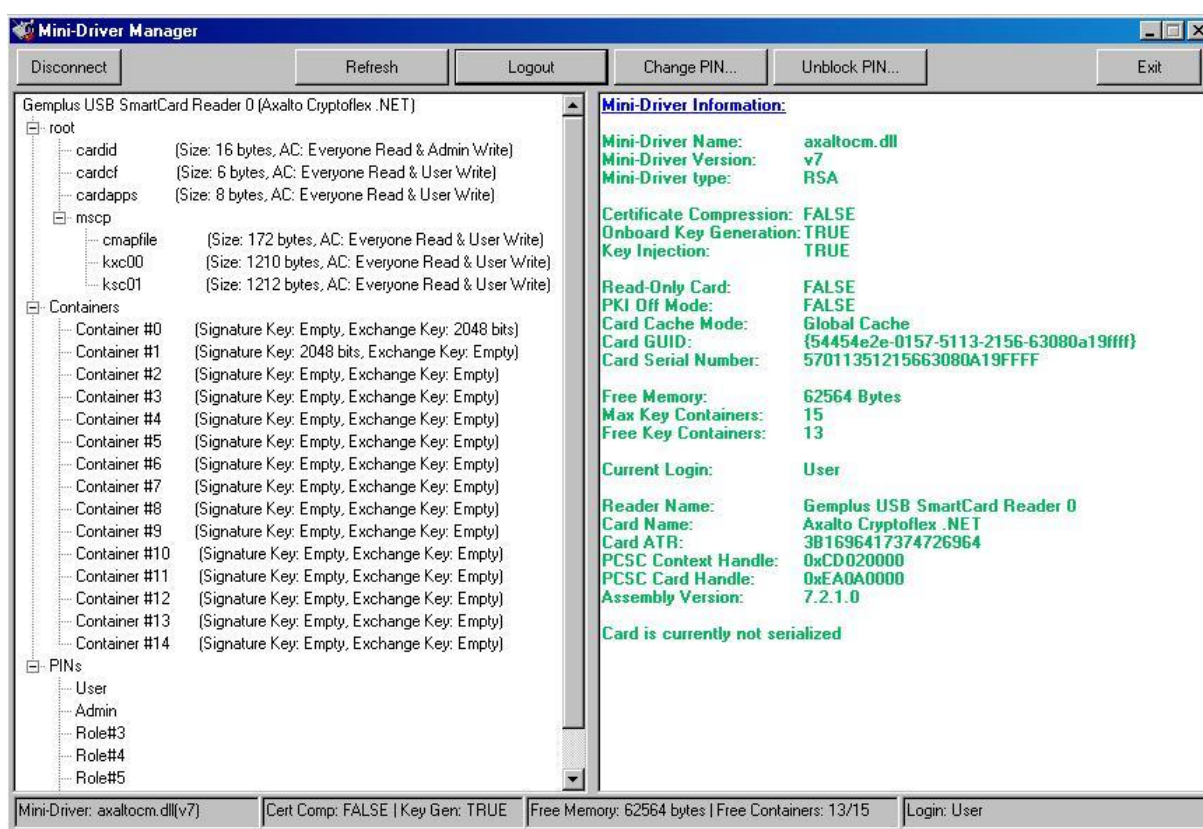 Mini-Driver Manager
Disconnect Refresh Logout Change PIN... Unblock PIN... Exit
Gemplus USB SmartCard Reader 0 (Axalto Cryptoflex .NET)
root
cardid (Size: 16 bytes, AC: Everyone Read & Admin Write)
cardcf (Size: 6 bytes, AC: Everyone Read & User Write)
cardapps (Size: 8 bytes, AC: Everyone Read & User Write)
mscp
cmapfile (Size: 172 bytes, AC: Everyone Read & User Write)
kxc00 (Size: 1210 bytes, AC: Everyone Read & User Write)
ksc01 (Size: 1212 bytes, AC: Everyone Read & User Write)
Containers
Container #0 (Signature Key: Empty, Exchange Key: 2048 bits)
Container #1 (Signature Key: 2048 bits, Exchange Key: Empty)
Container #2 (Signature Key: Empty, Exchange Key: Empty)
Container #3 (Signature Key: Empty, Exchange Key: Empty)
Container #4 (Signature Key: Empty, Exchange Key: Empty)
Container #5 (Signature Key: Empty, Exchange Key: Empty)
Container #6 (Signature Key: Empty, Exchange Key: Empty)
Container #7 (Signature Key: Empty, Exchange Key: Empty)
Container #8 (Signature Key: Empty, Exchange Key: Empty)
Container #9 (Signature Key: Empty, Exchange Key: Empty)
Container #10 (Signature Key: Empty, Exchange Key: Empty)
Container #11 (Signature Key: Empty, Exchange Key: Empty)
Container #12 (Signature Key: Empty, Exchange Key: Empty)
Container #13 (Signature Key: Empty, Exchange Key: Empty)
Container #14 (Signature Key: Empty, Exchange Key: Empty)
PINs
User
Admin
Role#3
Role#4
Role#5
Mini-Driver Information:
Mini-Driver Name: axaltocm.dll
Mini-Driver Version: v7
Mini-Driver type: RSA
Certificate Compression: FALSE
Onboard Key Generation: TRUE
Key Injection: TRUE
Read-Only Card: FALSE
PKI Off Mode: FALSE
Card Cache Mode: Global Cache
Card GUID: {54454e2e-0157-5113-2156-63080a19ffff}
Card Serial Number: 57011351215663080A19FFFF
Free Memory: 62564 Bytes
Max Key Containers: 15
Free Key Containers: 13
Current Login: User
Reader Name: Gemplus USB SmartCard Reader 0
Card Name: Axalto Cryptoflex .NET
Card ATR: 3B1696417374726964
PCSC Context Handle: 0xCD020000
PCSC Card Handle: 0xEA0A0000
Assembly Version: 7.2.1.0
Card is currently not serialized
Mini-Driver: axaltocm.dll(v7) Cert Comp: FALSE | Key Gen: TRUE Free Memory: 62564 bytes | Free Containers: 13/15 Login: User